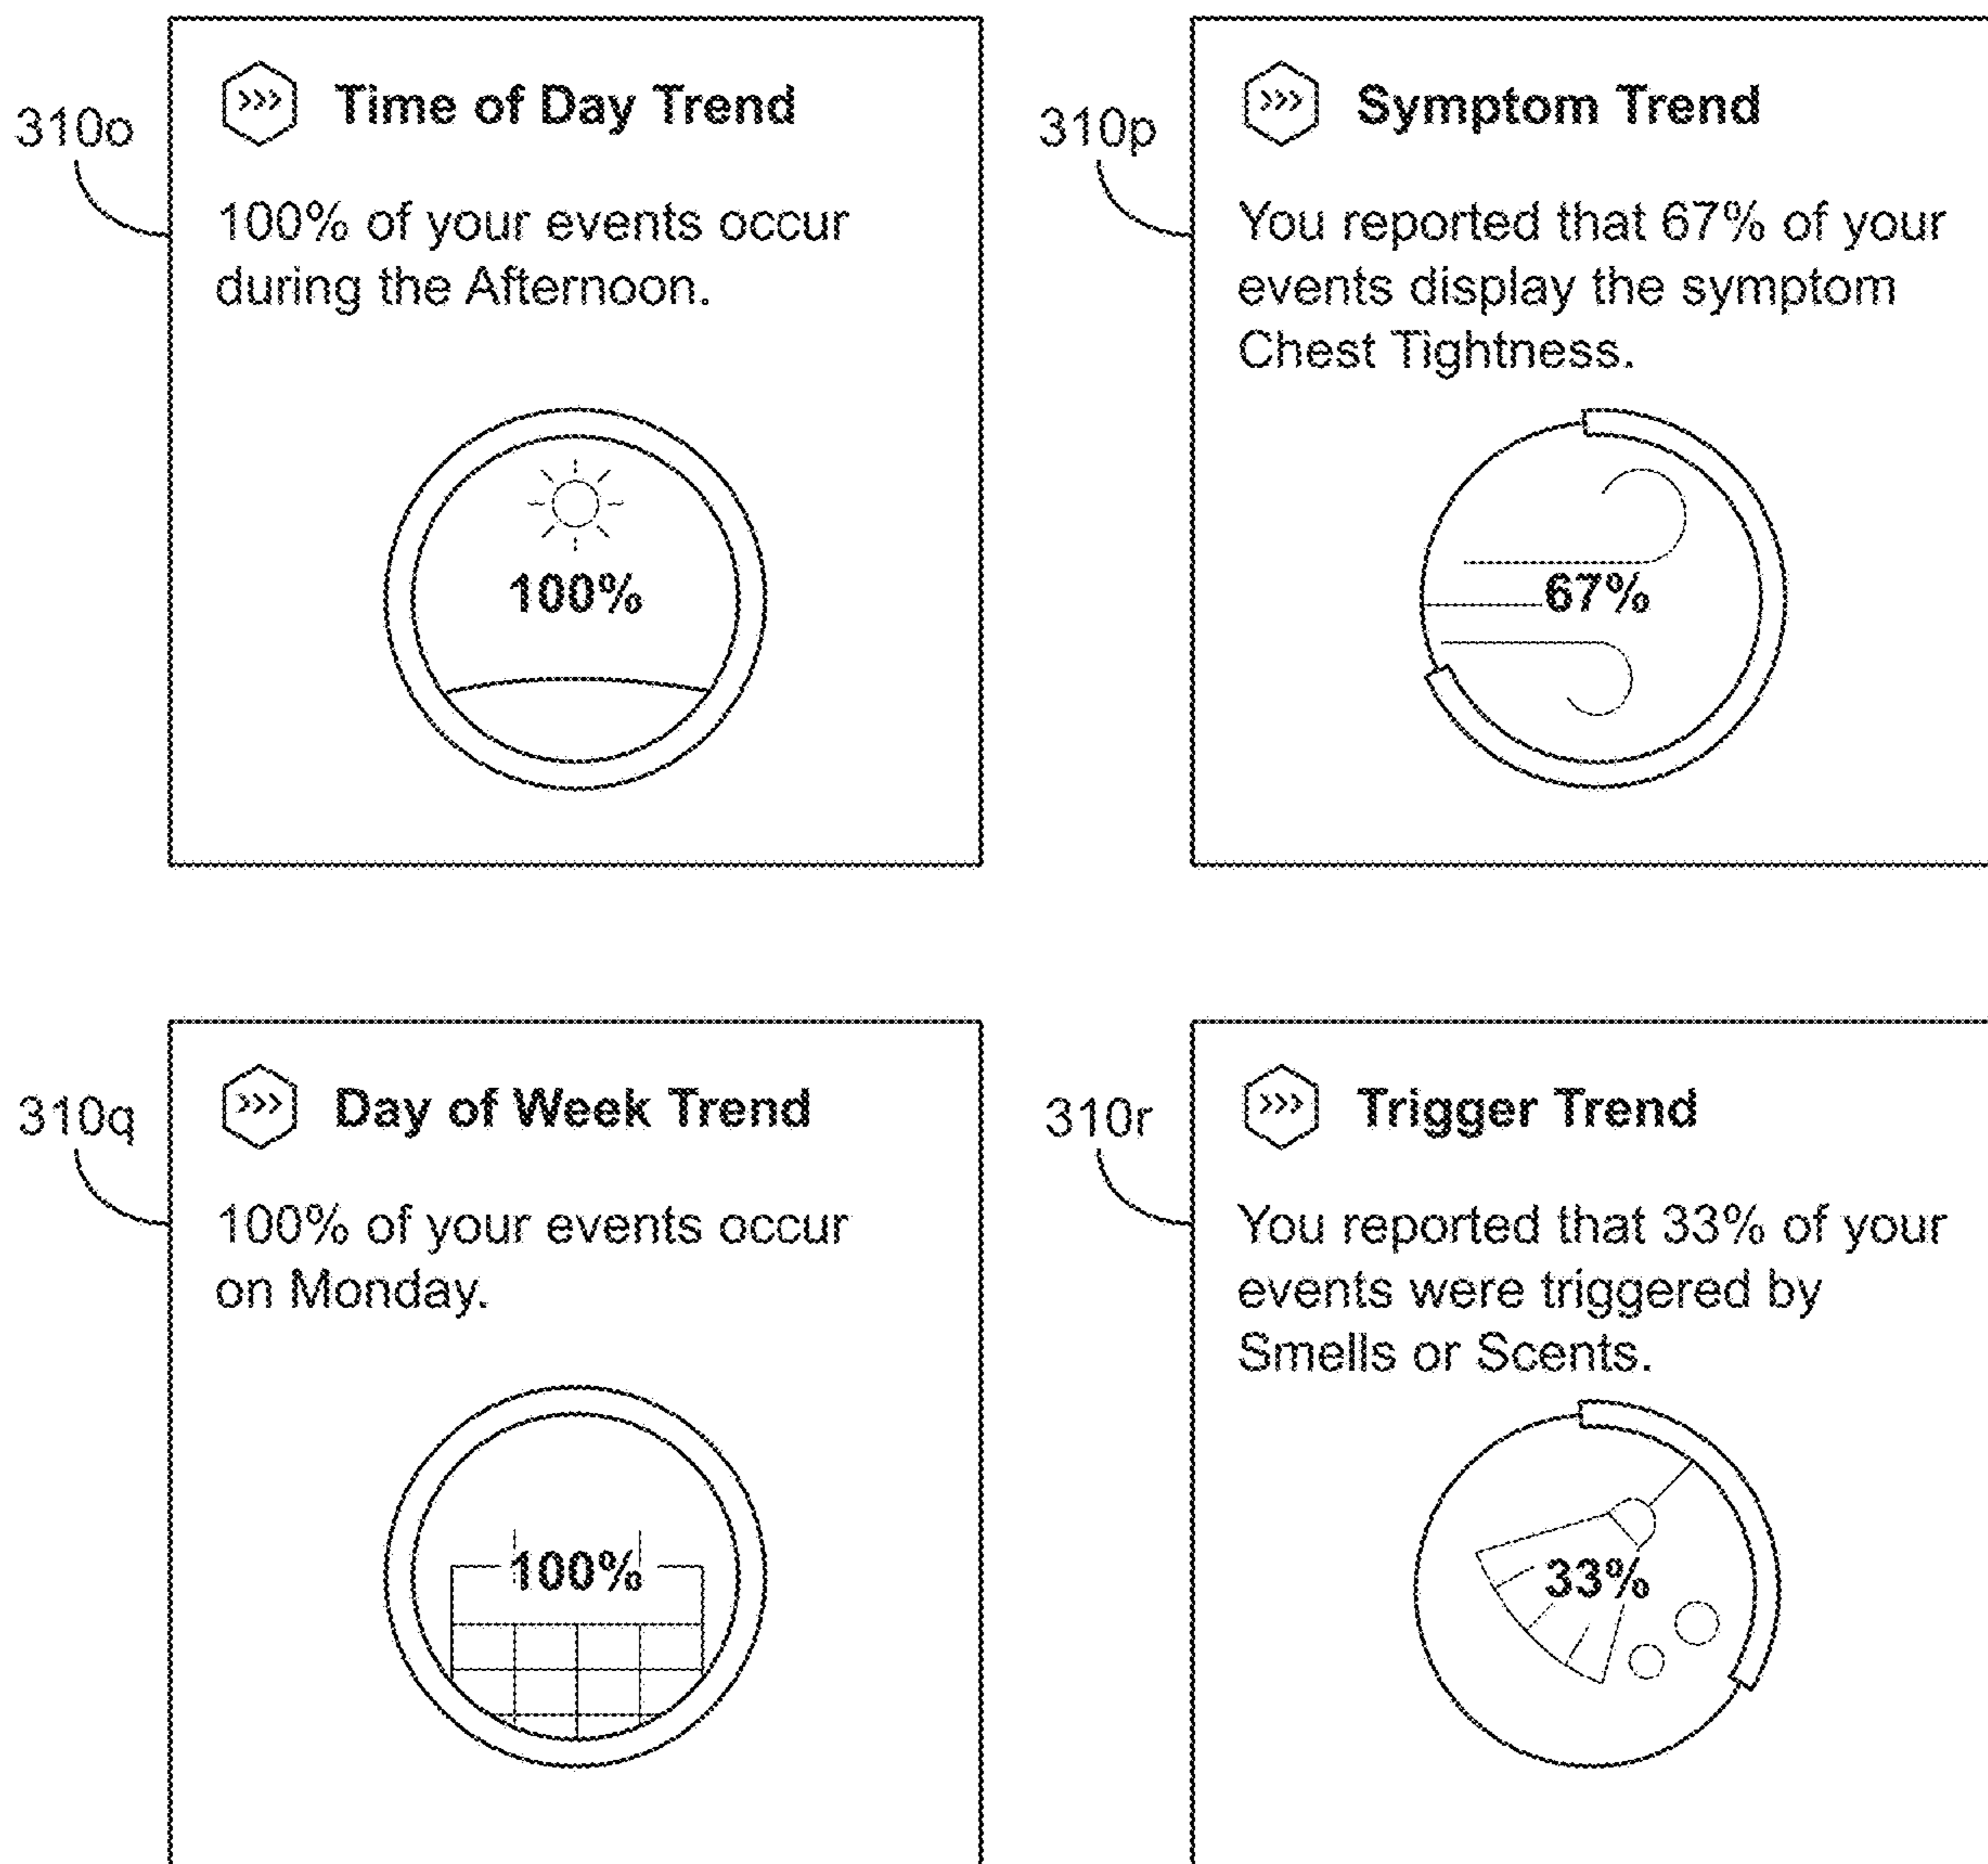 310o
>>> Time of Day Trend
100% of your events occur
during the Afternoon.
100%
310p
>>> Symptom Trend
You reported that 67% of your
events display the symptom
Chest Tightness.
67%
310q
>>> Day of Week Trend
100% of your events occur
on Monday.
100%
310r
>>> Trigger Trend
You reported that 33% of your
events were triggered by
Smells or Scents.
33%